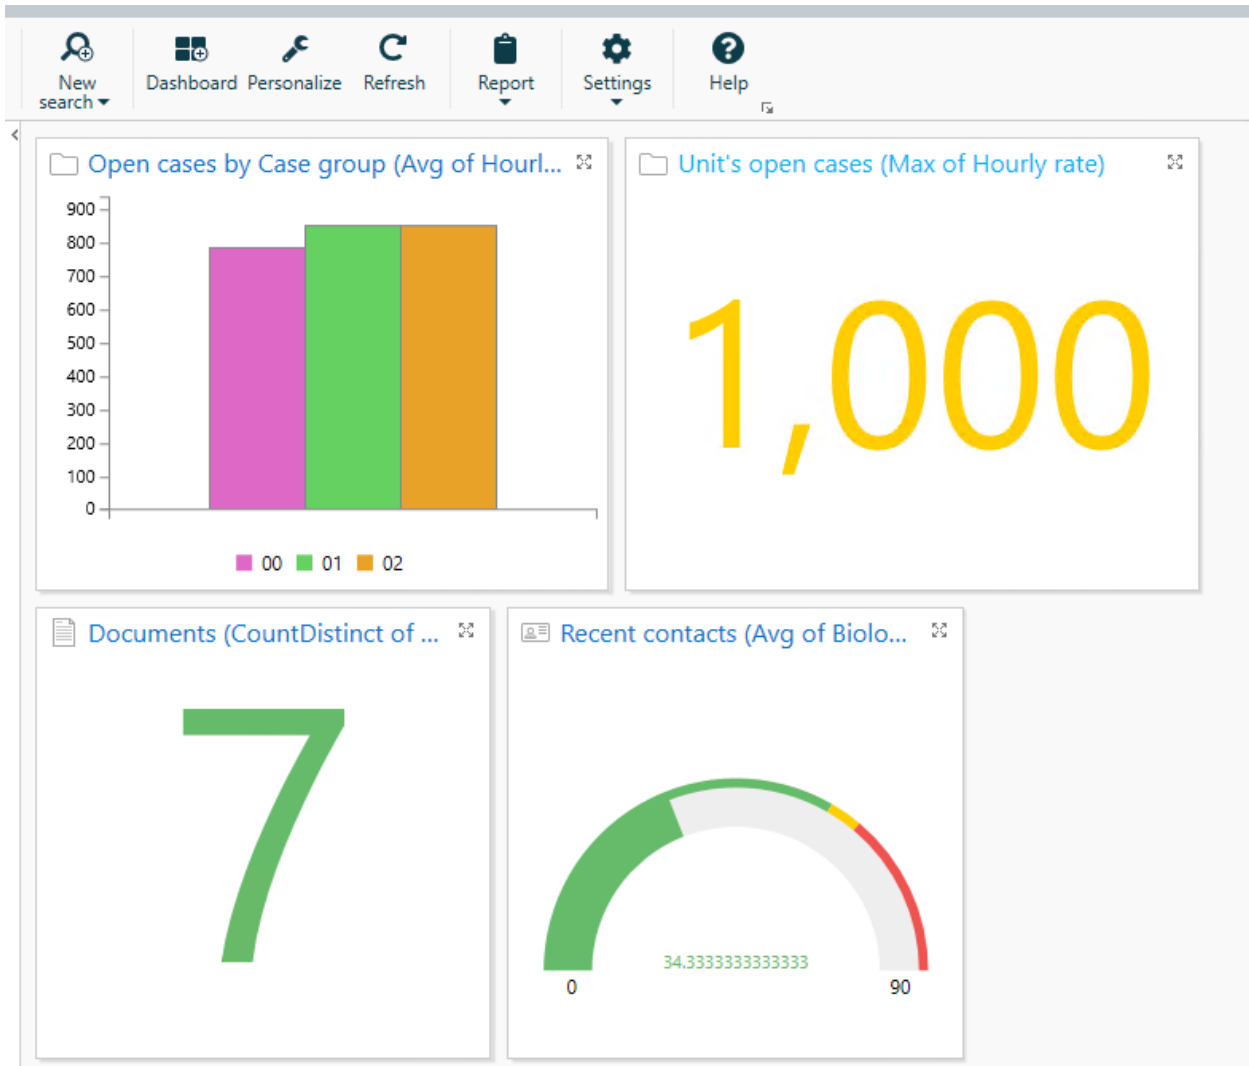 New
search
Dashboard
Personalize
Refresh
Report
Settings
Help
Open cases by Case group (Avg of Hourl...
900
800
700
600
500
400
300
200
100
0
00 01 02
Unit's open cases (Max of Hourly rate)
1,000
Documents (CountDistinct of ...
7
Recent contacts (Avg of Biolo...
34.3333333333333
0
90